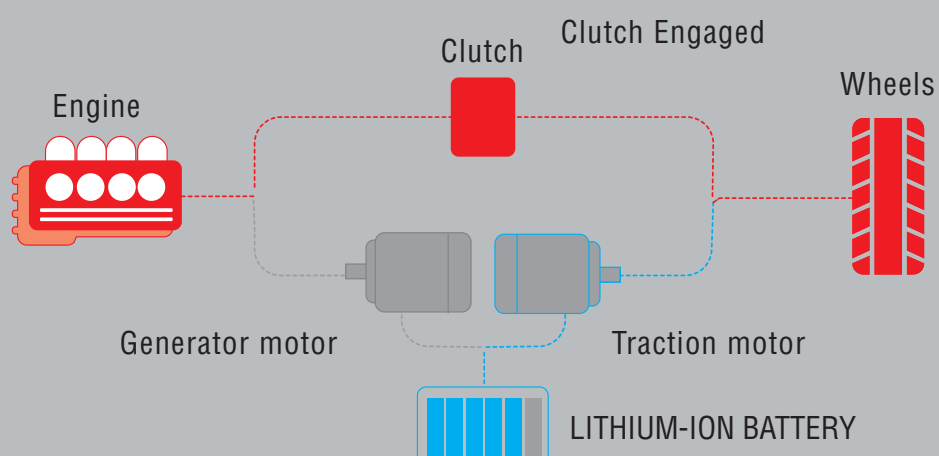 Clutch Engaged
Clutch
Wheels
Engine
Generator motor
Traction motor
LITHIUM-ION BATTERY